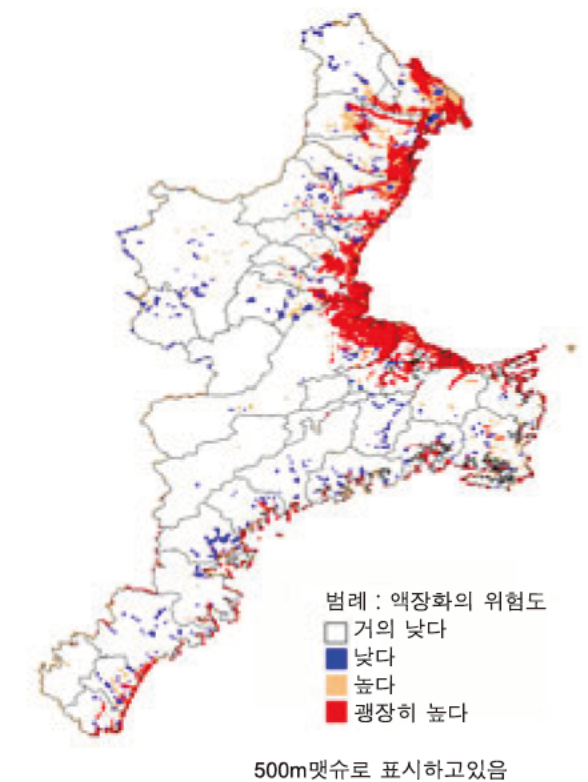 범례 : 액장화의 위험도
거의 낮다
낮다
높다
굉장히 높다
500m맷슈로 표시하고있음